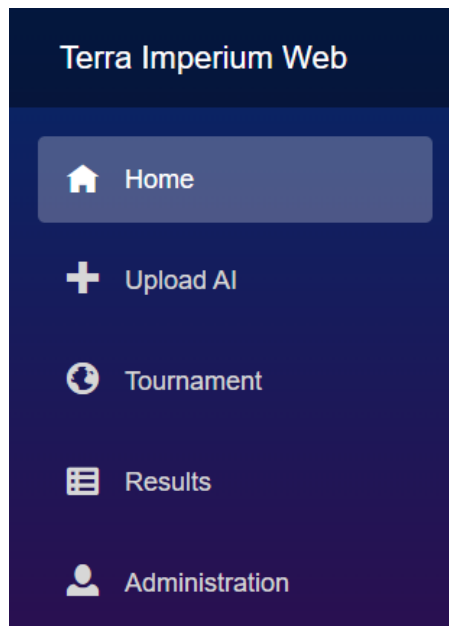 Terra Imperium Web
Home
Upload AI
Tournament
Results
Administration